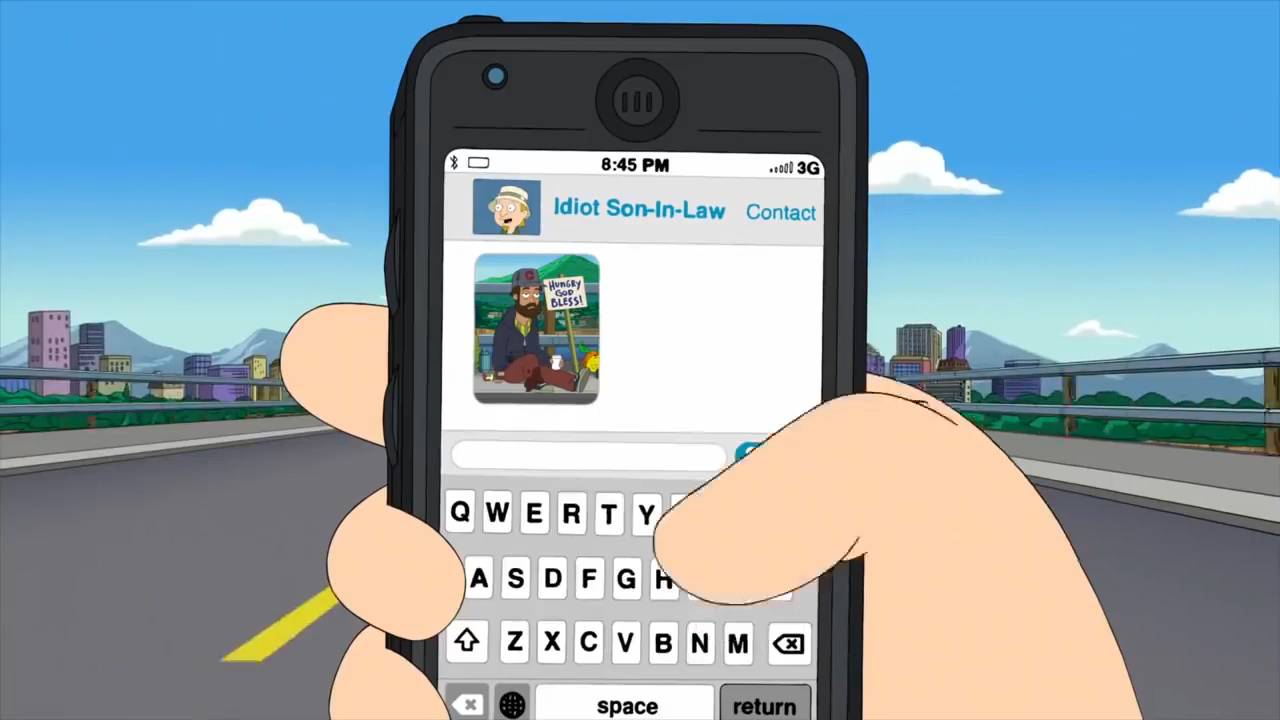 8:45 PM
3G
Idiot Son-In-Law
Contact
HUNGRY
GOD
BLESS!
Q W E R T Y
A S D F G H
Z X C V B N M
space
return